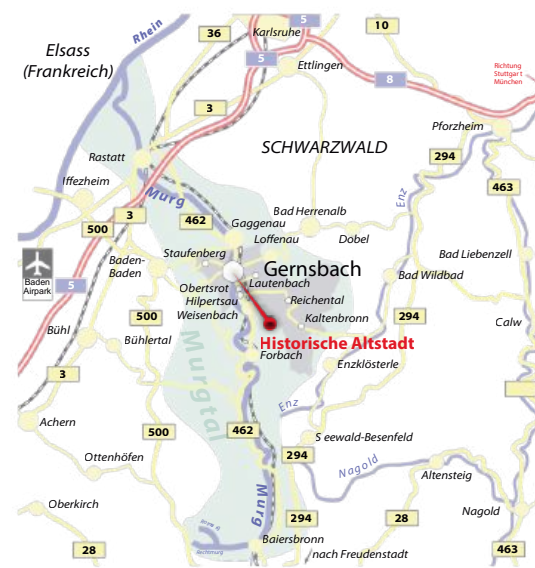 Elsass
(Frankreich)
Rhein
36
Karlsruhe
5
10
5
Ettlingen
8
Richtung
Stuttgart
München
3
Pforzheim
SCHWARZWALD
294
Rastatt
Enz
463
Iffezheim
Murg
3
500
462
Gaggenau
Bad Herrenalb
Loffenau
Dobel
Staufenberg
Baden-
Baden
Baden
Airpark
5
Gernsbach
Bad Liebenzell
Lautenbach
Bad Wildbad
Obertsrot
Hilpertsau
Weisenbach
Reichental
Kaltenbronn
500
294
Calw
Bühl
Bühlertal
Historische Altstadt
Forbach
Enzklösterle
Murgtal
3
Enz
Achern
500
462
S eewald-Besenfeld
294
Ottenhöfen
Nagold
Altensteig
Oberkirch
Murg
Nagold
294
28
28
Baiersbronn
nach Freudenstadt
463